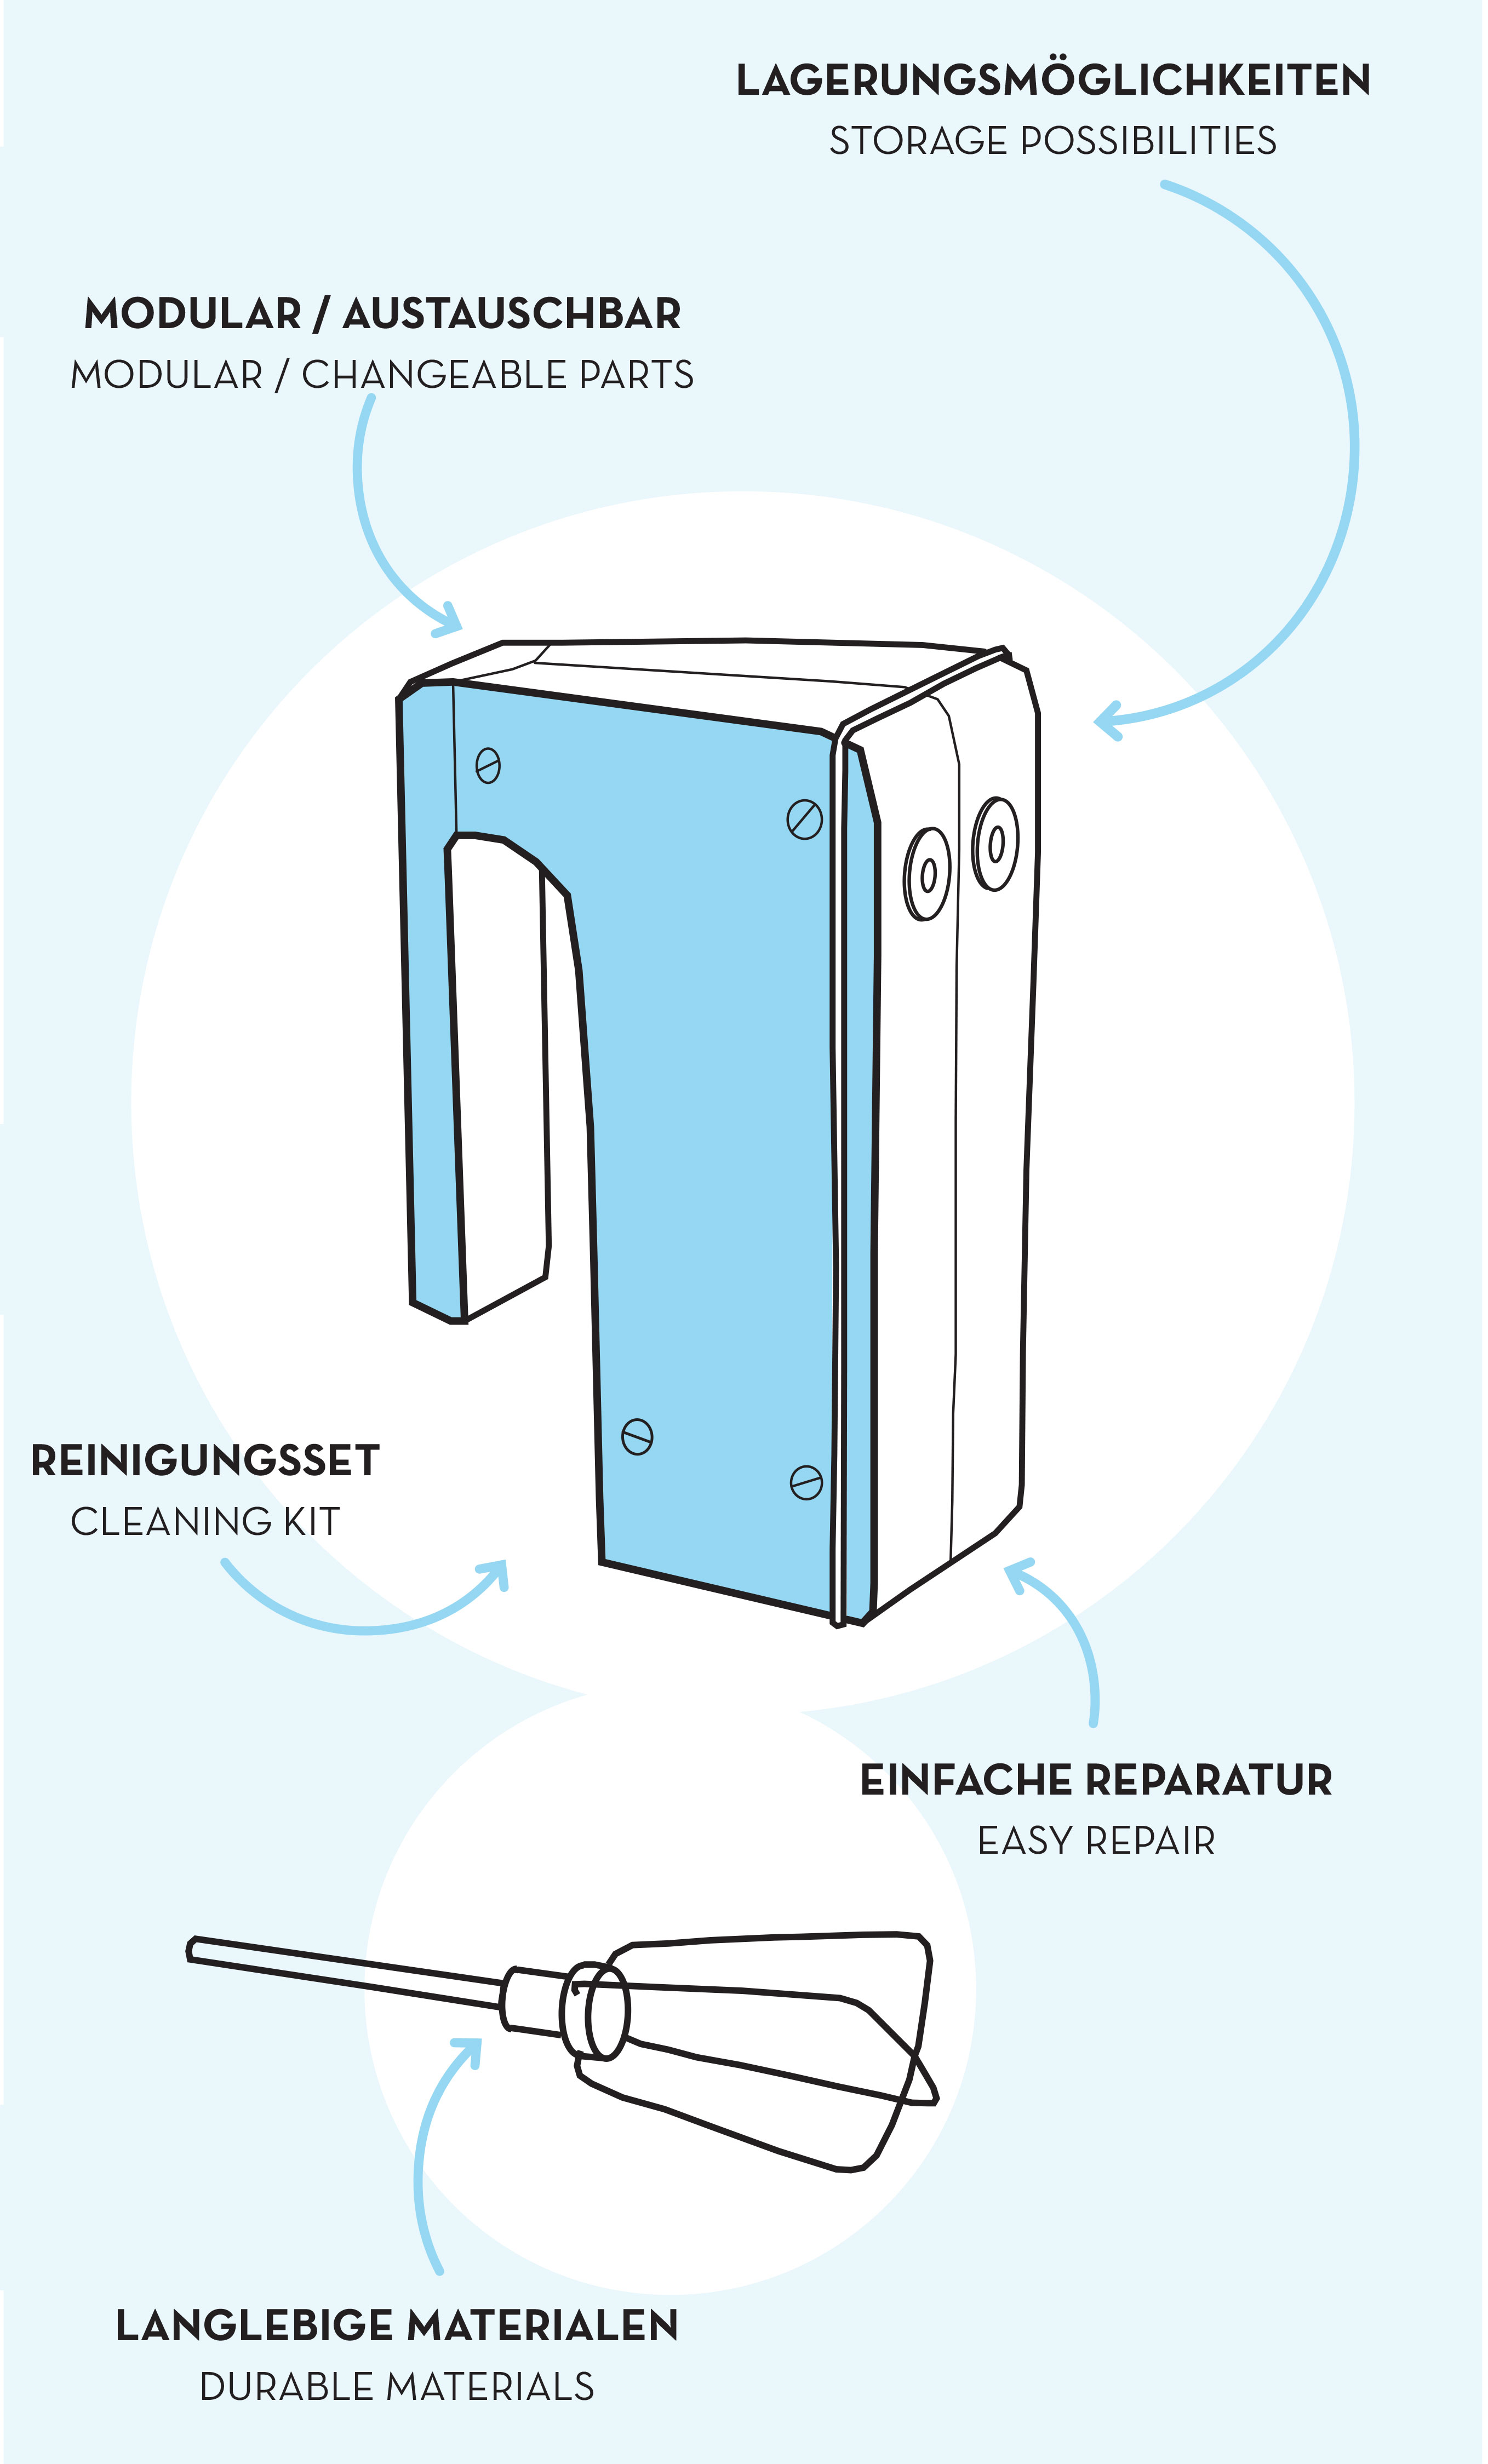 LAGERUNGSMÖGLICHKEITEN
STORAGE POSSIBILITIES
MODULAR / AUSTAUSCHBAR
MODULAR / CHANGEABLE PARTS
REINIGUNGSSET
CLEANING KIT
EINFACHE REPARATUR
EASY REPAIR
LANGLEBIGE MATERIALEN
DURABLE MATERIALS